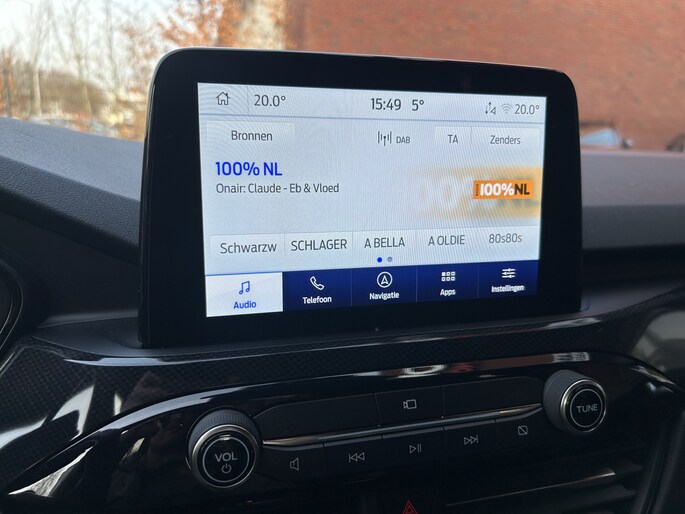 20.0° 15:49 5° 20.0°
Bronnen DAB TA Zenders
100% NL
Onair: Claude - Eb & Vloed
100%NL
Schwarzw SCHLAGER A BELLA A OLDIE 80s80s
Audio Telefoon Navigatie Apps Instellingen
VOL TUNE